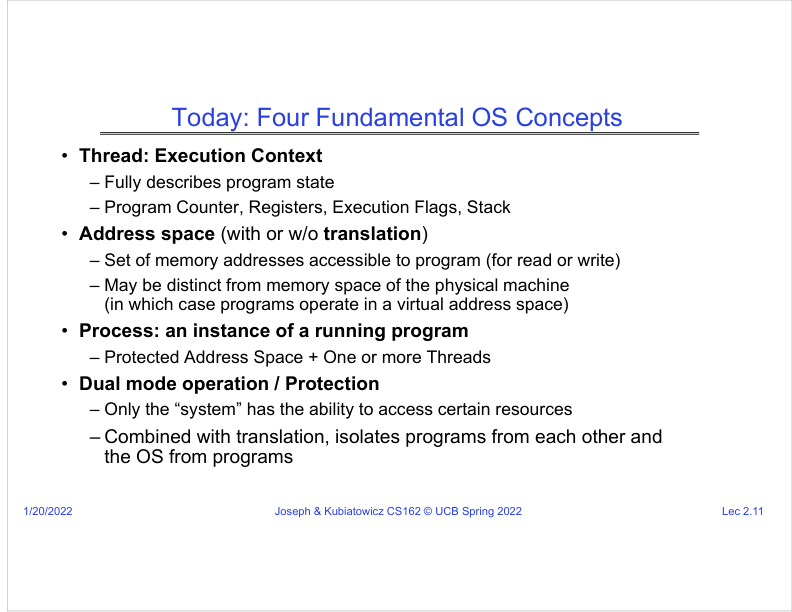 Today: Four Fundamental OS Concepts
• Thread: Execution Context
– Fully describes program state
– Program Counter, Registers, Execution Flags, Stack
• Address space (with or w/o translation)
– Set of memory addresses accessible to program (for read or write)
– May be distinct from memory space of the physical machine
(in which case programs operate in a virtual address space)
• Process: an instance of a running program
– Protected Address Space + One or more Threads
• Dual mode operation / Protection
– Only the “system” has the ability to access certain resources
– Combined with translation, isolates programs from each other and
the OS from programs
1/20/2022 Joseph & Kubiatowicz CS162 © UCB Spring 2022 Lec 2.11